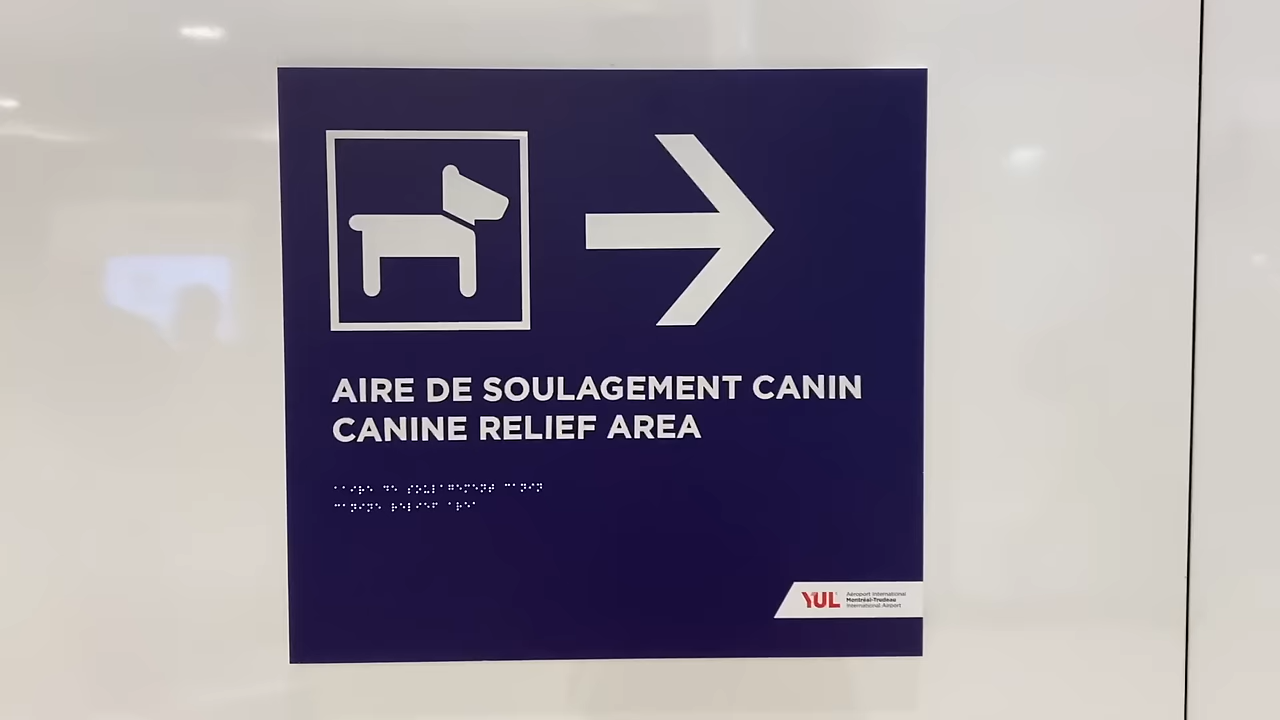 AIRE DE SOULAGEMENT CANIN
CANINE RELIEF AREA
YUL
Aéroport International
Montréal-Trudeau
International Airport